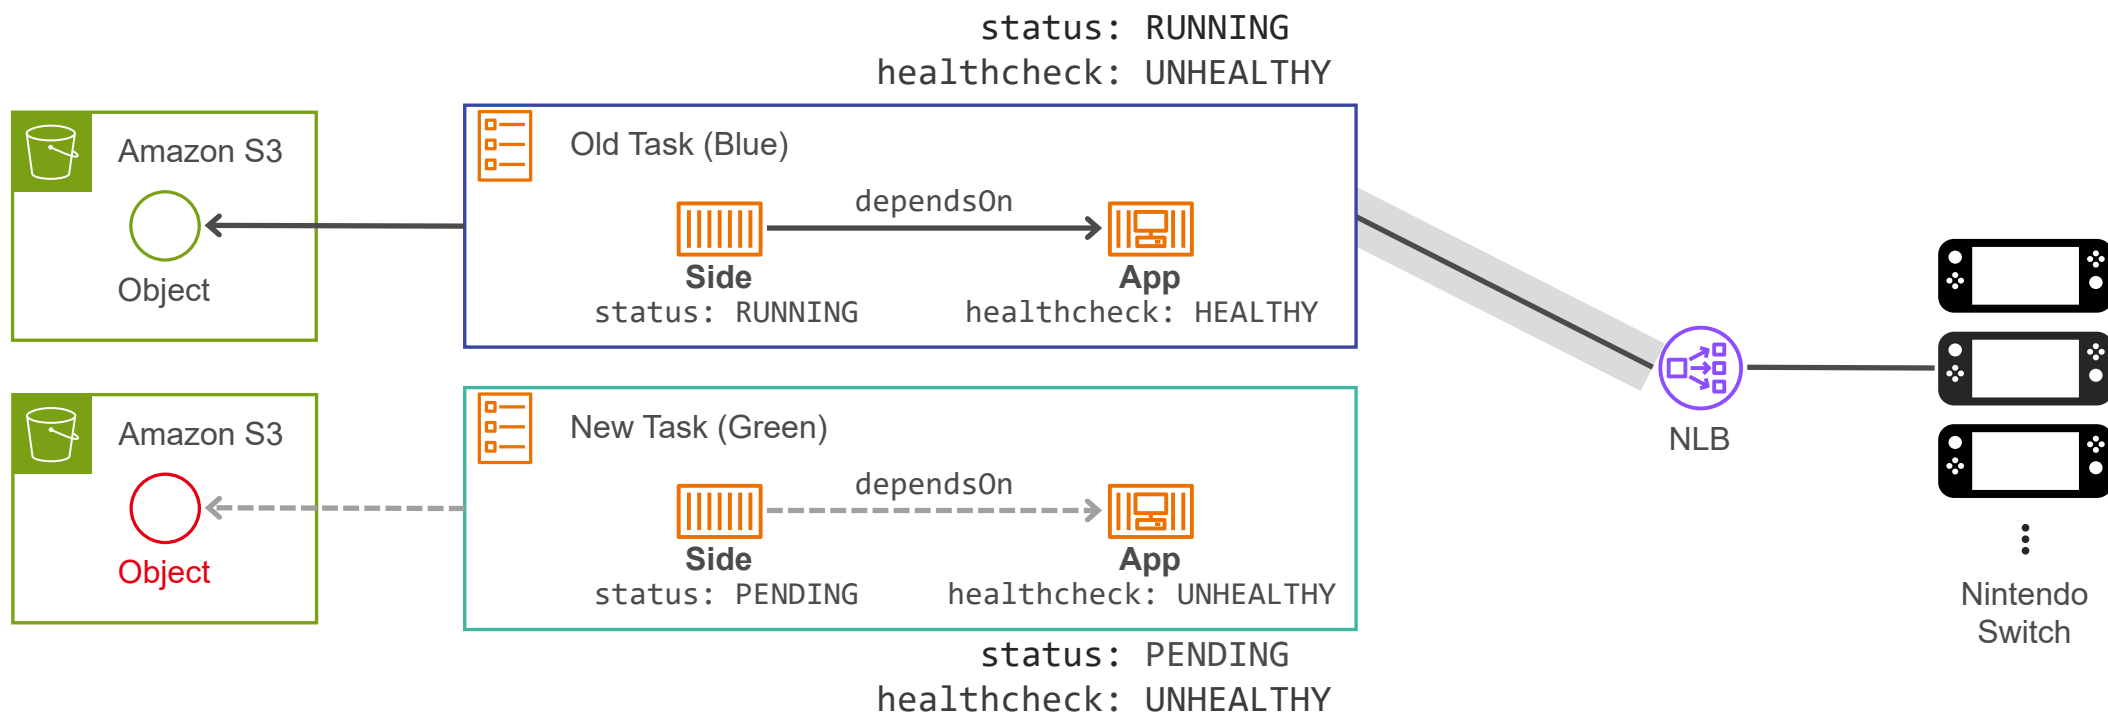 status: RUNNING
healthcheck: UNHEALTHY
Amazon S3
Object
Old Task (Blue)
dependsOn
Side
App
status: RUNNING
healthcheck: HEALTHY
Amazon S3
Object
New Task (Green)
dependsOn
Side
App
status: PENDING
healthcheck: UNHEALTHY
status: PENDING
healthcheck: UNHEALTHY
NLB
Nintendo
Switch